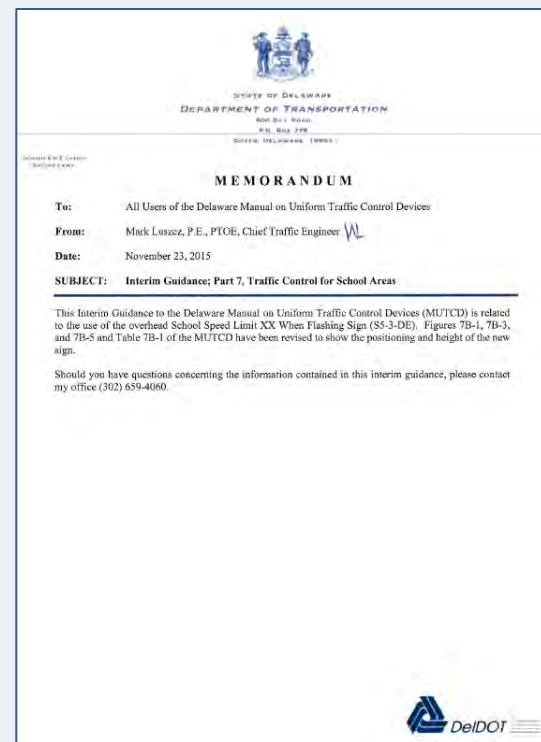 STATE OF DELAWARE
DEPARTMENT OF TRANSPORTATION
800 BAY ROAD
P.O. BOX 778
DOVER, DELAWARE 19903
SECRETARY
MEMORANDUM
To: All Users of the Delaware Manual on Uniform Traffic Control Devices
From: Mark Luszcz, P.E., PTOE, Chief Traffic Engineer ML
Date: November 23, 2015
SUBJECT: Interim Guidance; Part 7, Traffic Control for School Areas
This Interim Guidance to the Delaware Manual on Uniform Traffic Control Devices (MUTCD) is related
to the use of the overhead School Speed Limit XX When Flashing Sign (S5-3-DE). Figures 7B-1, 7B-3,
and 7B-5 and Table 7B-1 of the MUTCD have been revised to show the positioning and height of the new
sign.
Should you have questions concerning the information contained in this interim guidance, please contact
my office (302) 659-4060.
DelDOT